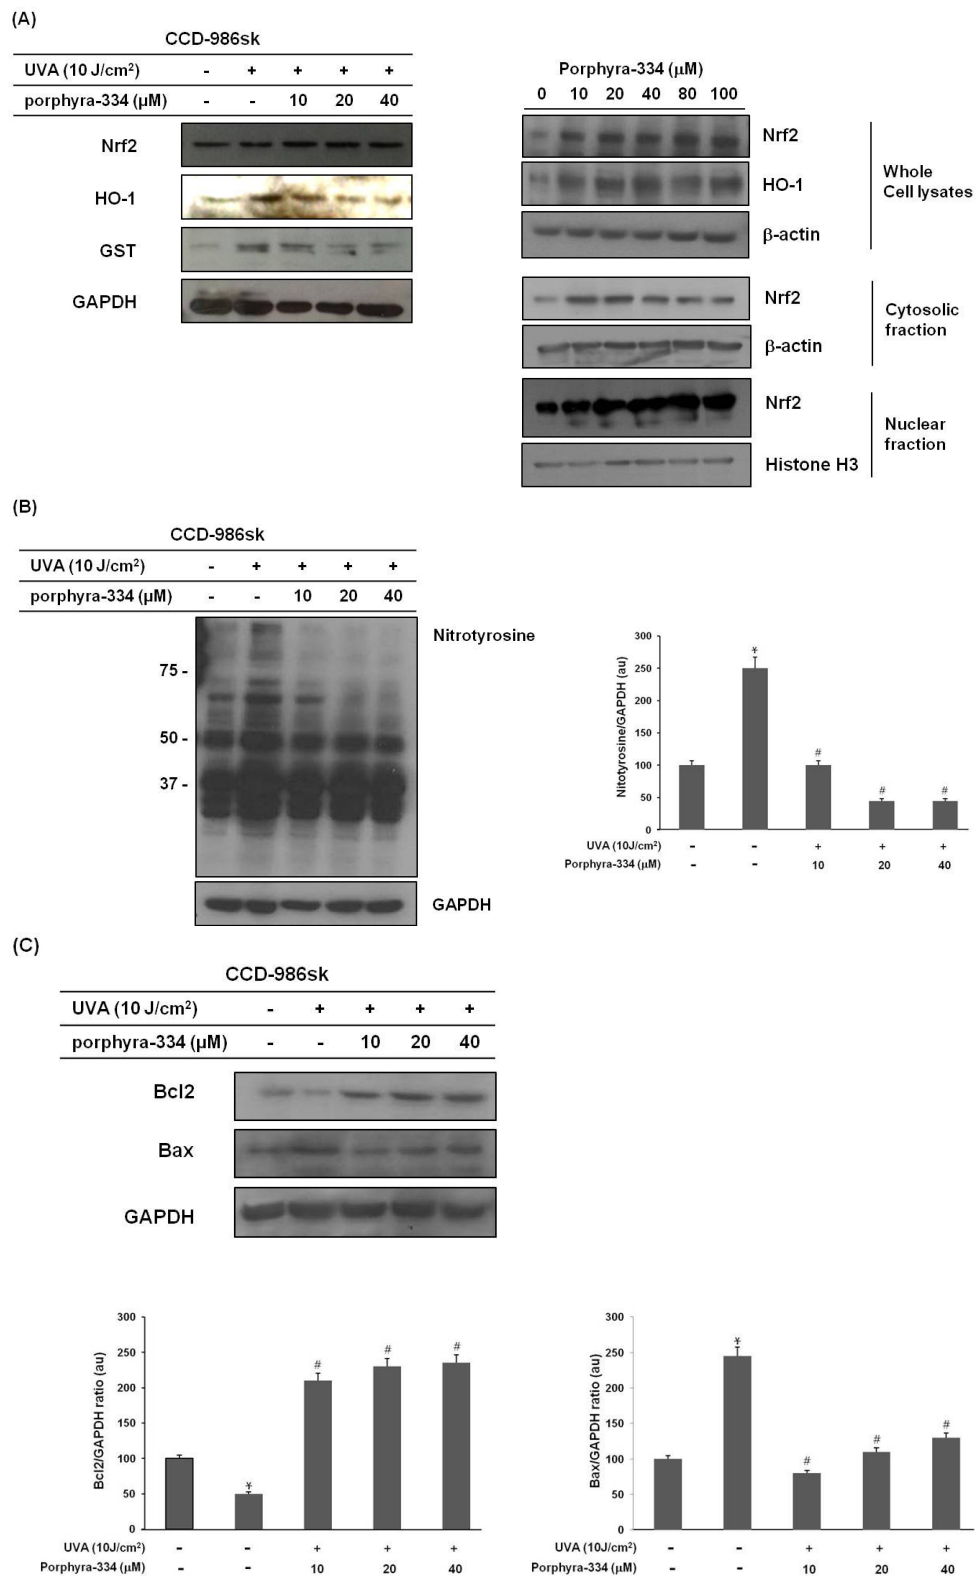 (A)
CCD-986sk
UVA (10 J/cm²) - + + + +
porphyra-334 (µM) - - 10 20 40
Nrf2
HO-1
GST
GAPDH
Porphyra-334 (µM)
0 10 20 40 80 100
Nrf2
HO-1
β-actin
Whole
Cell lysates
Nrf2
β-actin
Cytosolic
fraction
Nrf2
Histone H3
Nuclear
fraction
(B)
CCD-986sk
UVA (10 J/cm²) - + + + +
porphyra-334 (µM) - - 10 20 40
Nitrotyrosine
75 -
50 -
37 -
GAPDH
Nitotyrosine/GAPDH (au)
300
250
200
150
100
50
0
¥
#
#
#
UVA (10J/cm²) - - + + +
Porphyra-334 (µM) - - 10 20 40
(C)
CCD-986sk
UVA (10 J/cm²) - + + + +
porphyra-334 (µM) - - 10 20 40
Bcl2
Bax
GAPDH
Bcl2/GAPDH ratio (au)
300
250
200
150
100
50
0
¥
#
#
#
UVA (10J/cm²) - - + + +
Porphyra-334 (µM) - - 10 20 40
Bax/GAPDH ratio (au)
300
250
200
150
100
50
0
¥
#
#
#
UVA (10J/cm²) - - + + +
Porphyra-334 (µM) - - 10 20 40